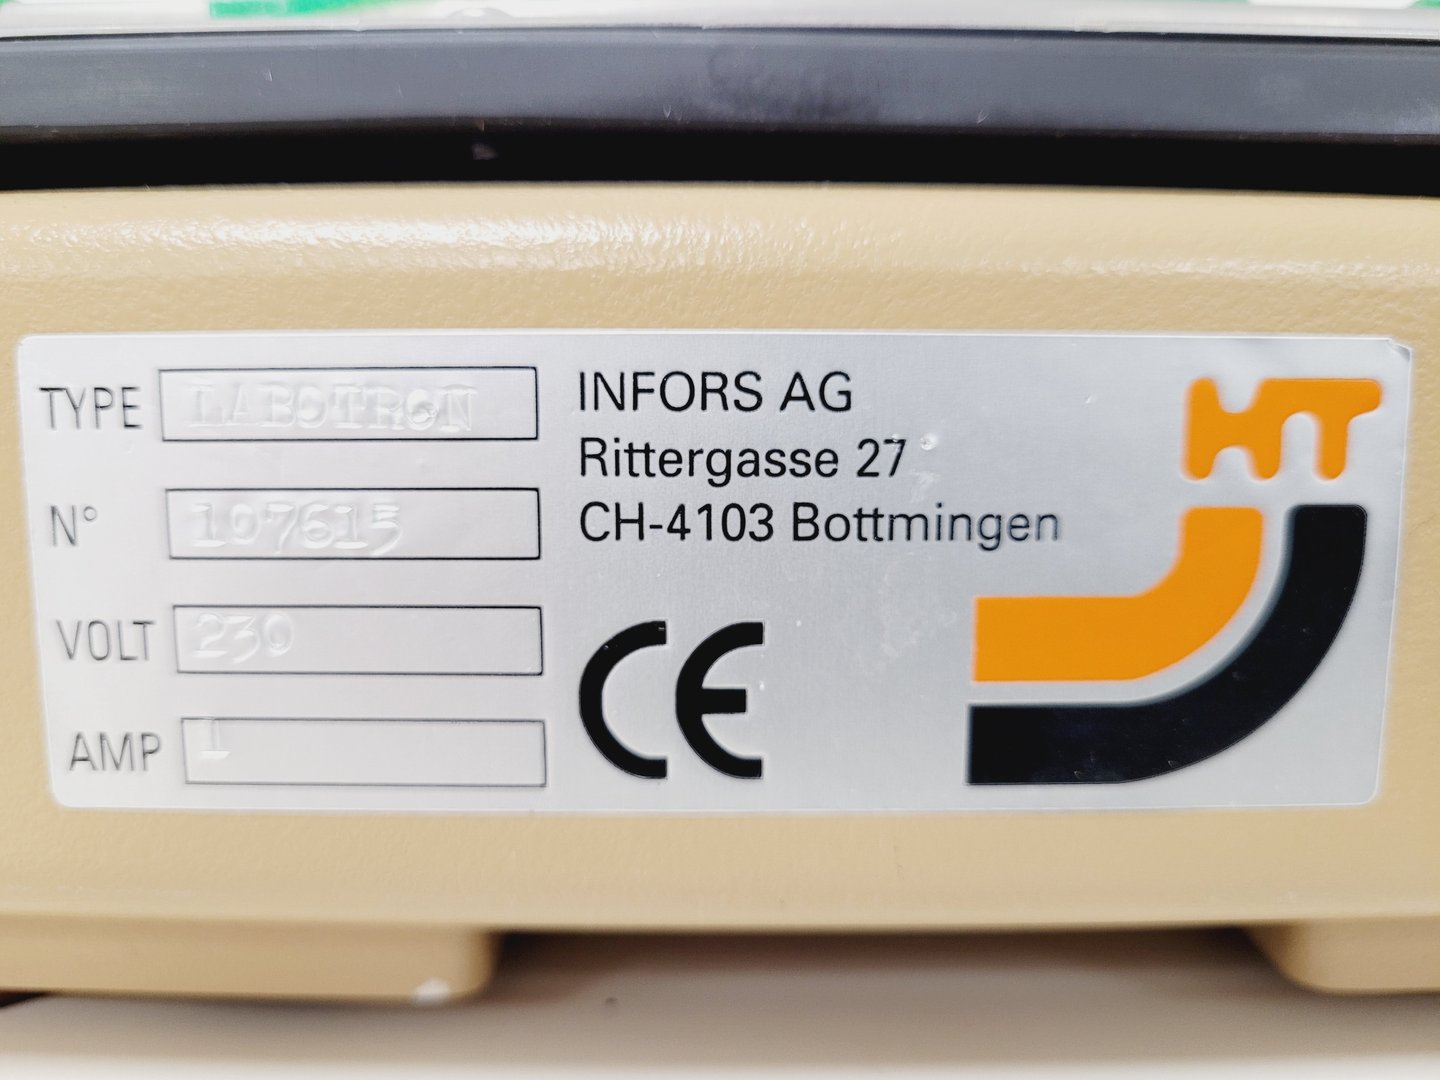 TYPE LABOTRON
N° 107615
VOLT 230
AMP 1
INFORS AG
Rittergasse 27
CH-4103 Bottmingen
CE
HT